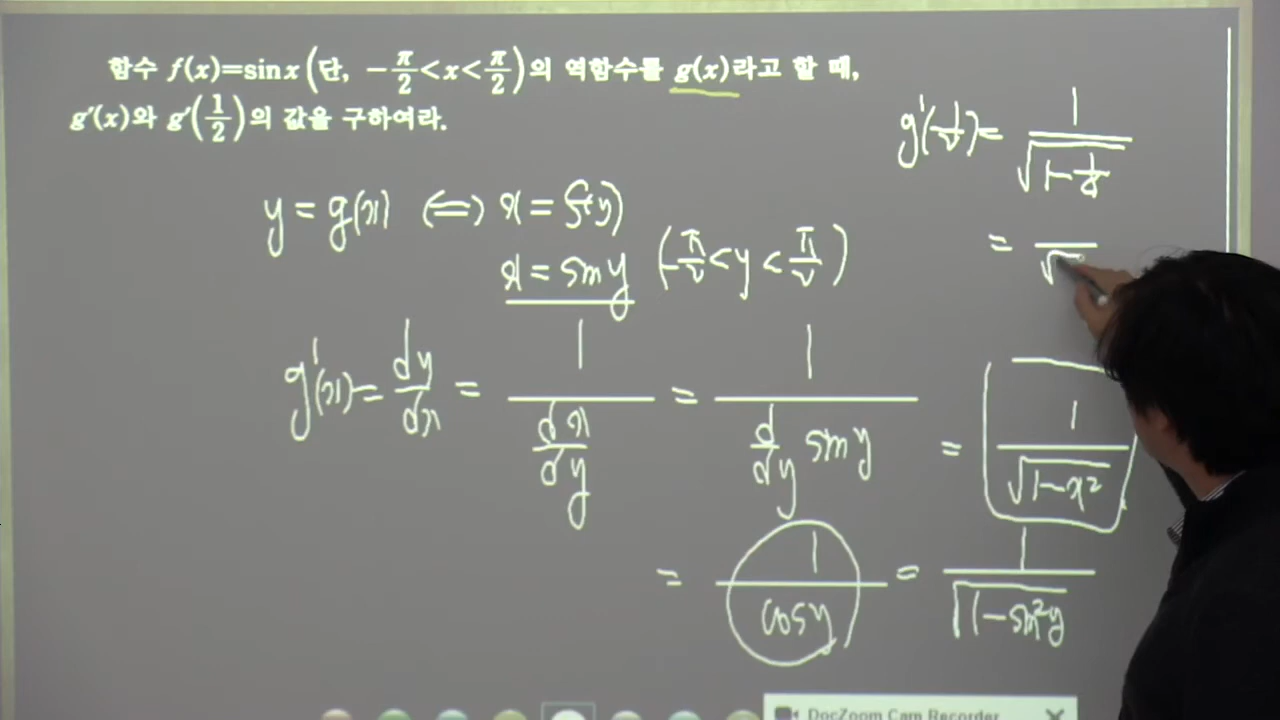 함수 f(x)=sin x (단, -π/2 < x < π/2)의 역함수를 g(x)라고 할 때,
g′(x)와 g′(1/2)의 값을 구하여라.
y = g(x) ⟺ x = f(y)
x = sin y (-π/2 < y < π/2)
g′(x) = dy/dx = 1/(dx/dy) = 1/(d/dy sin y) = 1/√(1-x²)
= 1/cos y = 1/√(1-sin²y)
g′(1/2) = 1/√(1-1/4)
= √
DocZoom Cam Recorder